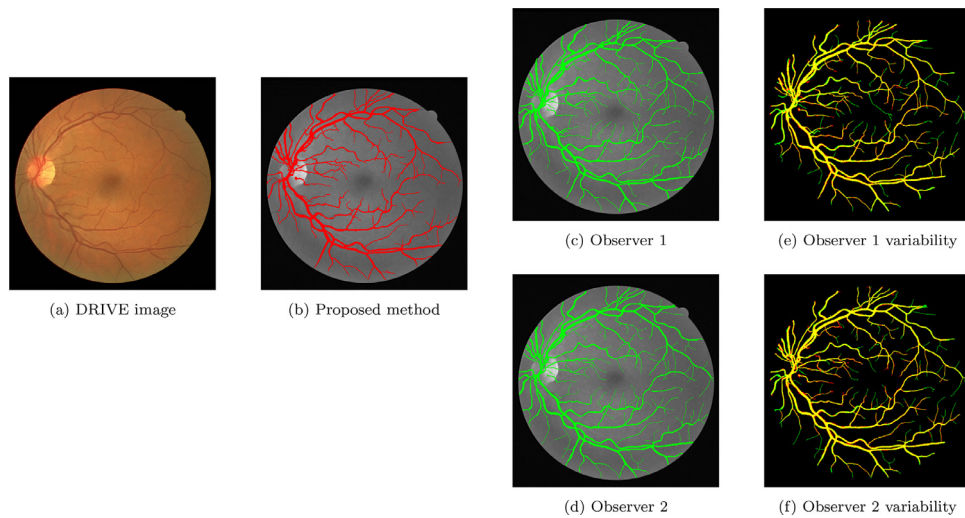 (a) DRIVE image
(b) Proposed method
(c) Observer 1
(e) Observer 1 variability
(d) Observer 2
(f) Observer 2 variability